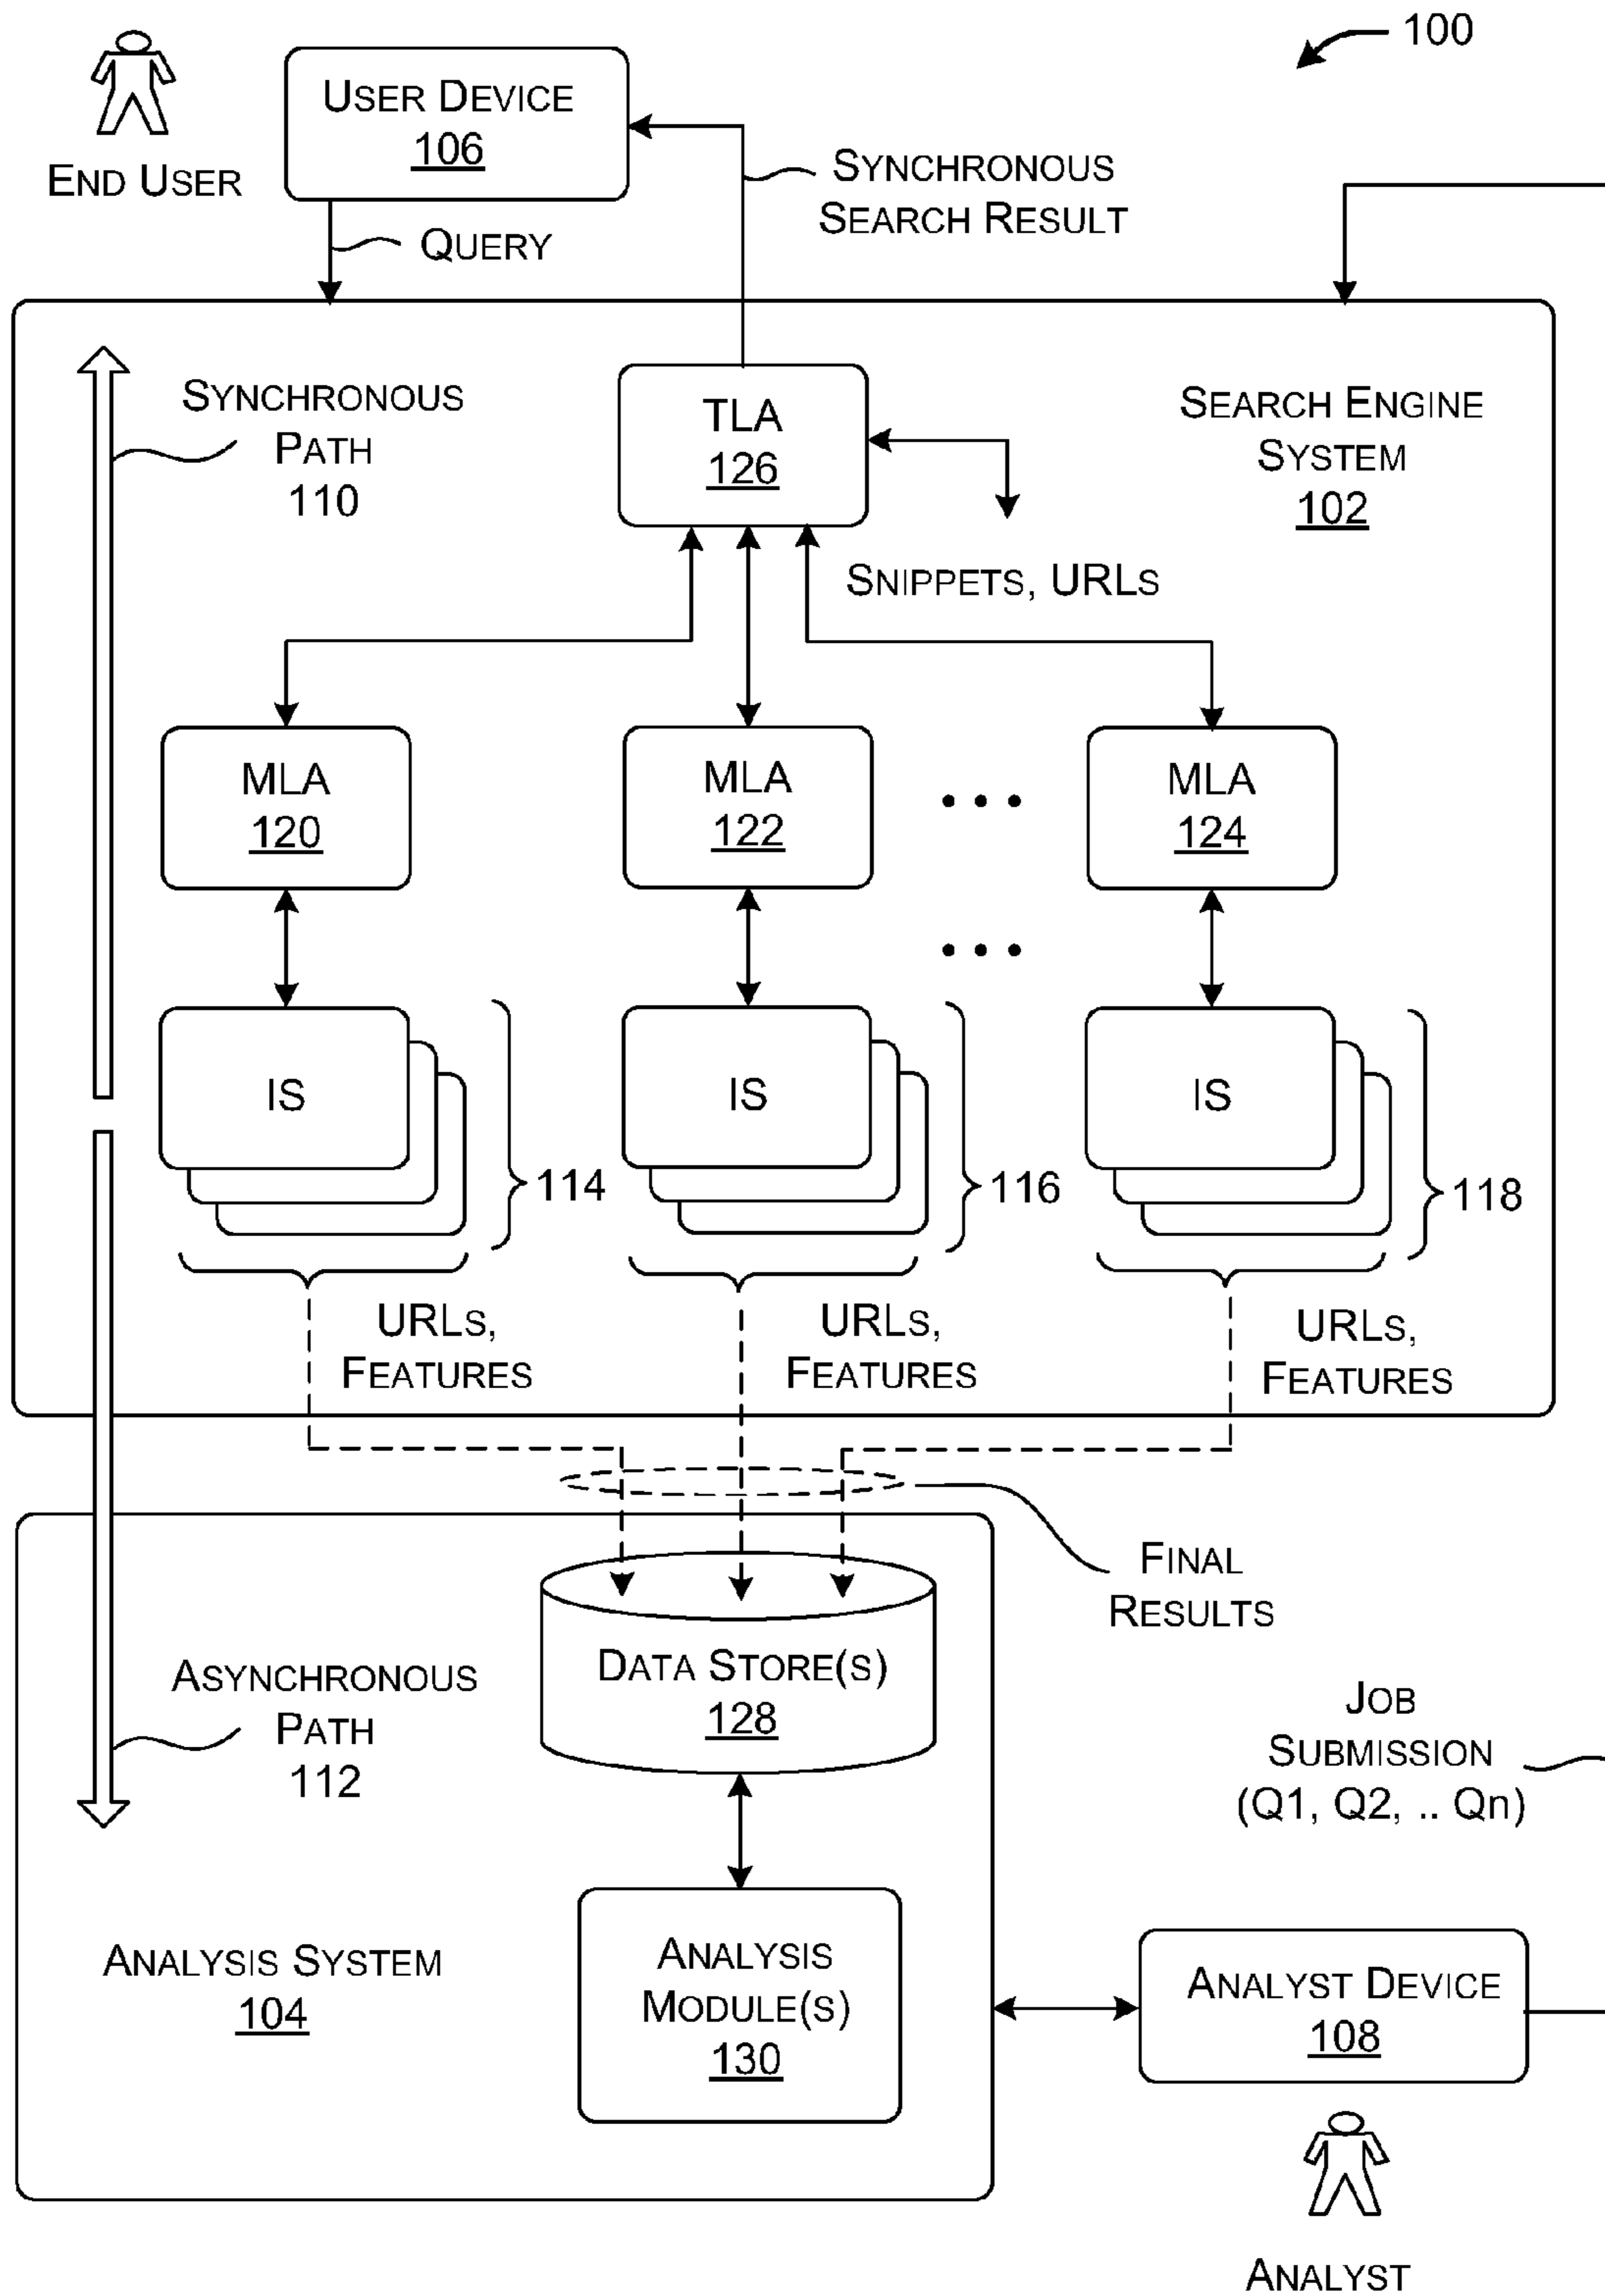 100
USER DEVICE
106
END USER
SYNCHRONOUS
SEARCH RESULT
QUERY
SYNCHRONOUS
PATH
110
TLA
126
SEARCH ENGINE
SYSTEM
102
SNIPPETS, URLS
MLA
120
MLA
122
• • •
MLA
124
• • •
IS
114
IS
116
IS
118
URLS,
FEATURES
URLS,
FEATURES
URLS,
FEATURES
FINAL
RESULTS
DATA STORE(S)
128
ASYNCHRONOUS
PATH
112
JOB
SUBMISSION
(Q1, Q2, .. Qn)
ANALYSIS SYSTEM
104
ANALYSIS
MODULE(S)
130
ANALYST DEVICE
108
ANALYST